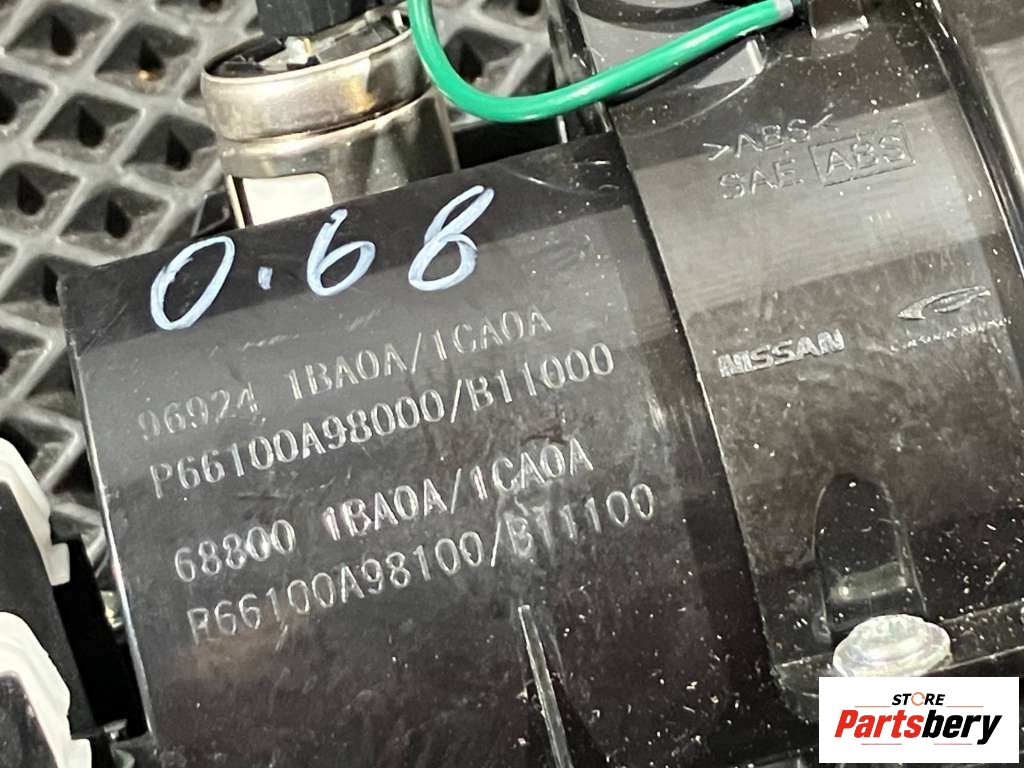 >ABS<
SAE ABS
0.68
NISSAN
96924 1BA0A/1CA0A
P66100A98000/B11000
68800 1BA0A/1CA0A
R66100A98100/B11100
STORE
Partsbery